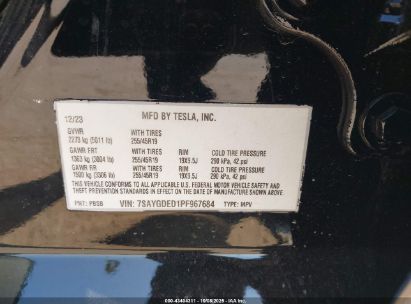 MFD BY TESLA, INC.
12/23
GVWR
2273 kg (5011 lb) WITH TIRES 255/45R19
GAWR FRT
1363 kg (3004 lb) WITH TIRES 255/45R19 RIM 19X9.5J COLD TIRE PRESSURE 290 kPa, 42 psi
GAWR RR
1500 kg (3306 lb) WITH TIRES 255/45R19 RIM 19X9.5J COLD TIRE PRESSURE 290 kPa, 42 psi
THIS VEHICLE CONFORMS TO ALL APPLICABLE U.S. FEDERAL MOTOR VEHICLE SAFETY AND
THEFT PREVENTION STANDARDS IN EFFECT ON THE DATE OF MANUFACTURE SHOWN ABOVE.
PNT: PBSB VIN: 7SAYGDED1PF967684 TYPE: MPV